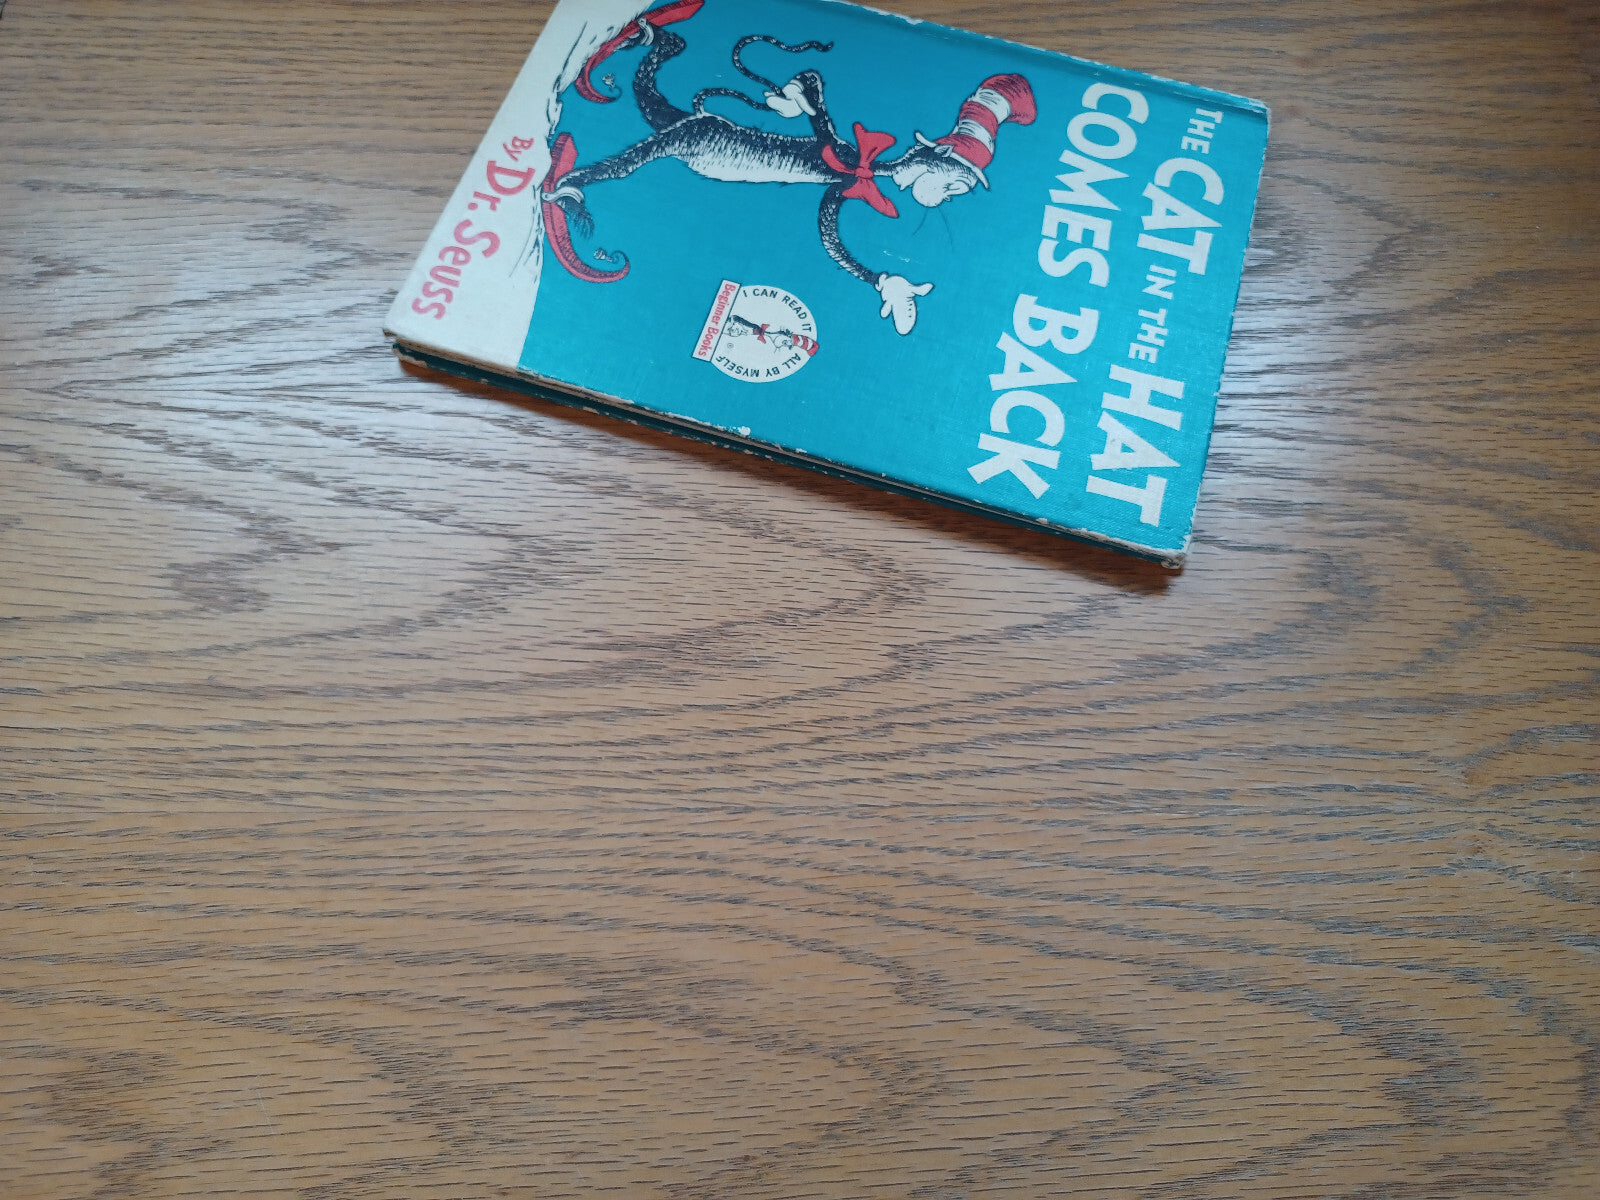 THE CAT IN THE HAT
COMES BACK
I CAN READ IT ALL BY MYSELF
Beginner Books
®
By Dr. Seuss